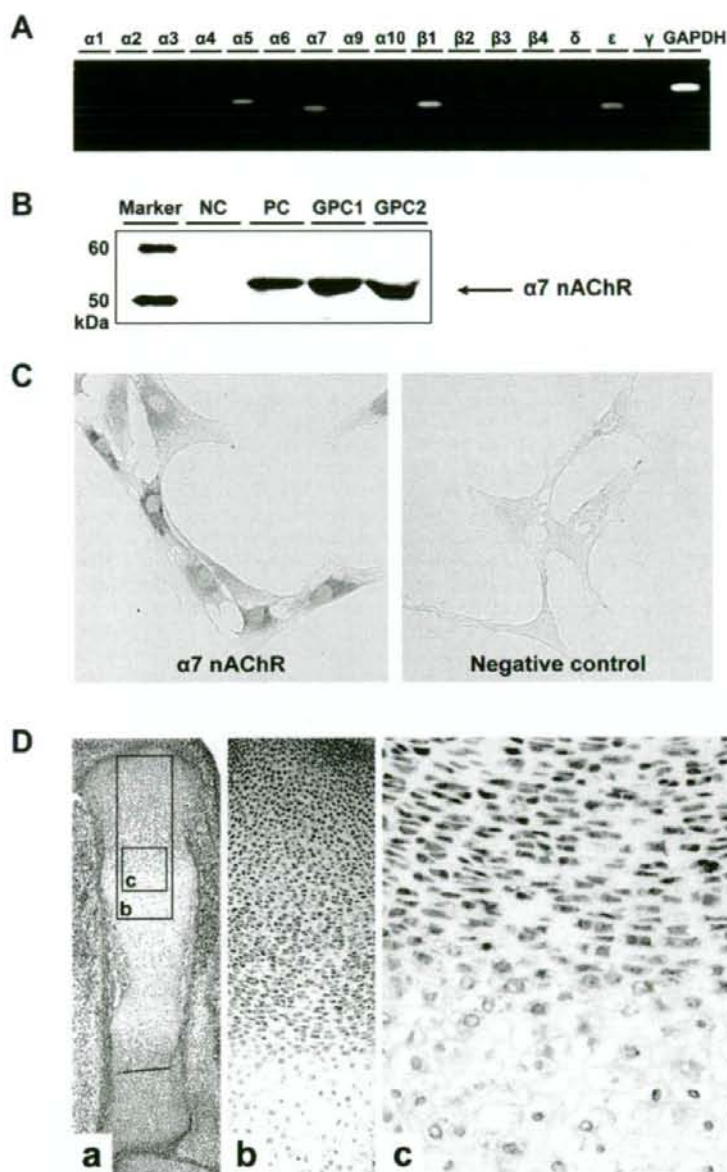 A
α1 α2 α3 α4 α5 α6 α7 α9 α10 β1 β2 β3 β4 δ ε γ GAPDH
B
Marker NC PC GPC1 GPC2
60
50
kDa
α7 nAChR
C
α7 nAChR
Negative control
D
c
b
a
b
c